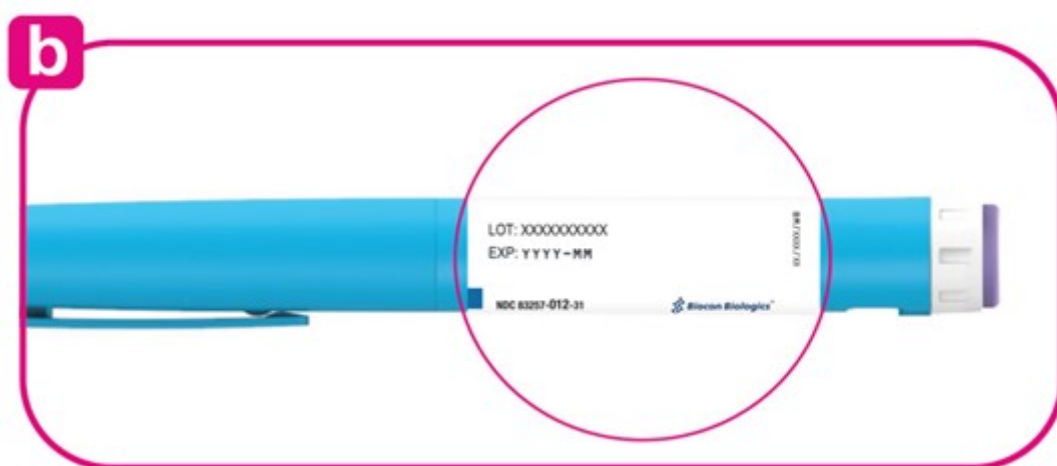 b
LOT: XXXXXXXXXX
EXP: YYYY-MM
NDC 83257-012-31
Biocon Biologics